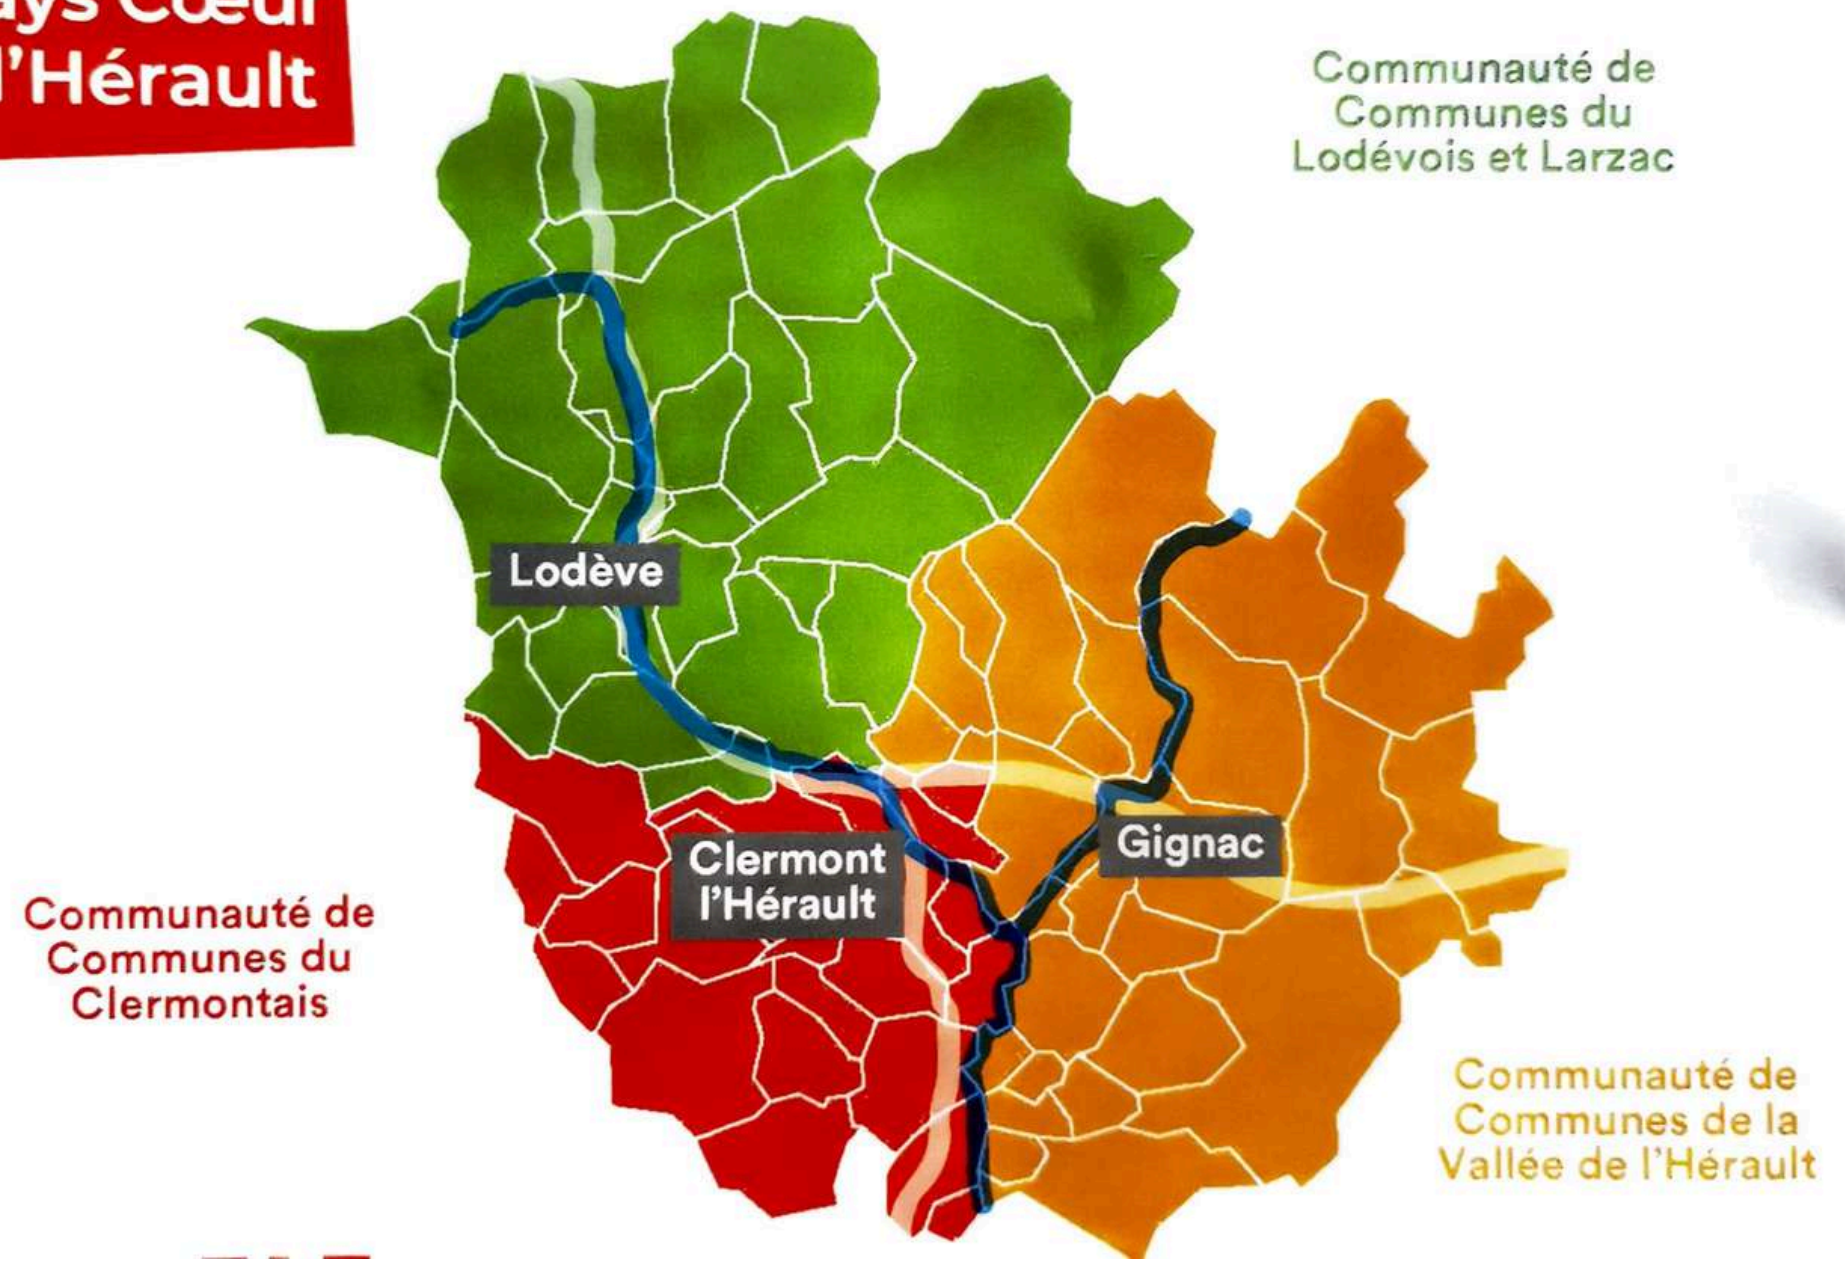 Cœur
l'Hérault
Communauté de
Communes du
Lodévois et Larzac
Lodève
Clermont
l'Hérault
Gignac
Communauté de
Communes du
Clermontais
Communauté de
Communes de la
Vallée de l'Hérault